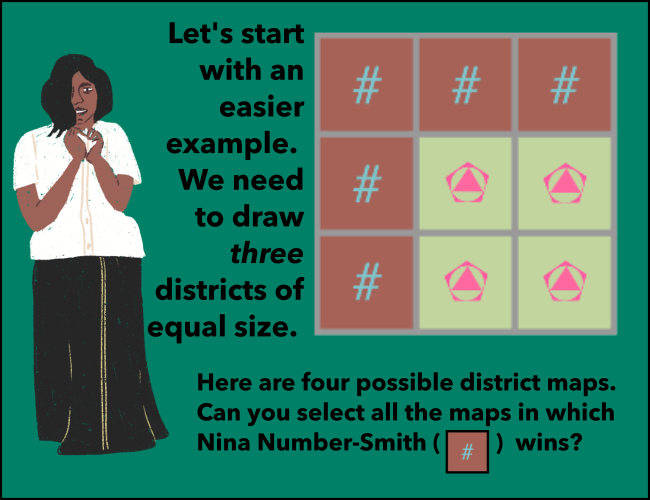 Let's start
with an
easier
example.
We need
to draw
three
districts of
equal size.
# # #
#
#
Here are four possible district maps.
Can you select all the maps in which
Nina Number-Smith ( # ) wins?